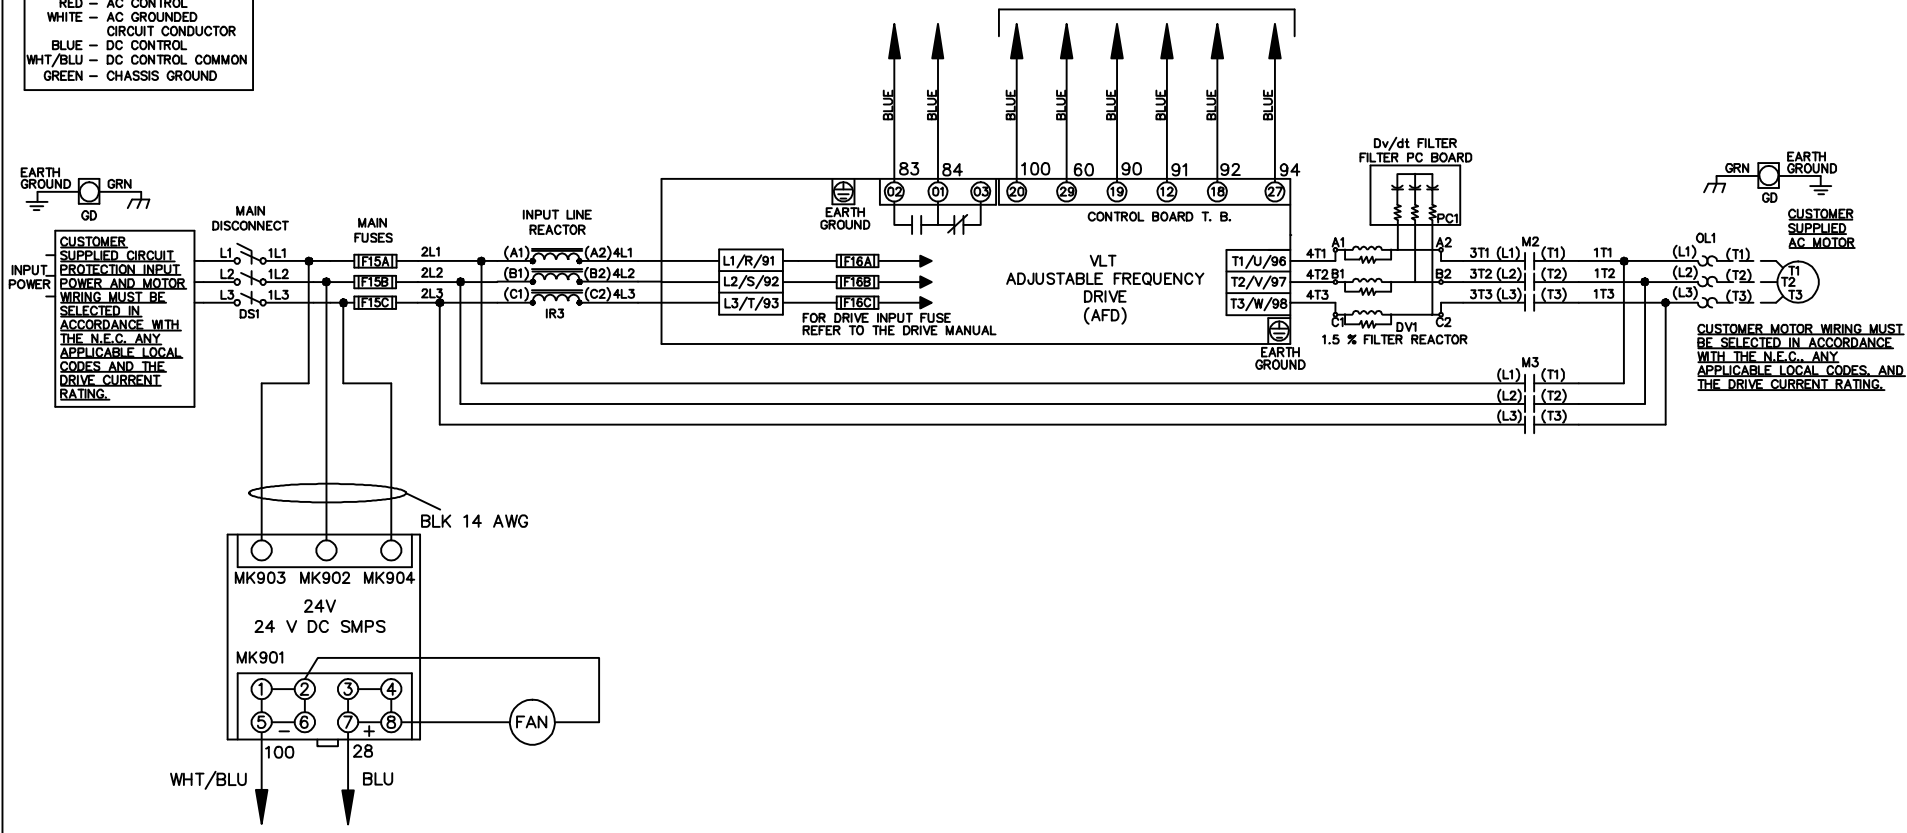 RED – AC CONTROL
WHITE – AC GROUNDED
CIRCUIT CONDUCTOR
BLUE – DC CONTROL
WHT/BLU – DC CONTROL COMMON
GREEN – CHASSIS GROUND
BLUE
BLUE
BLUE
BLUE
BLUE
BLUE
BLUE
BLUE
83
84
100
60
90
91
92
94
02
01
03
20
29
19
12
18
27
EARTH
GROUND
CONTROL BOARD T. B.
EARTH
GROUND
GRN
GD
MAIN
DISCONNECT
MAIN
FUSES
INPUT LINE
REACTOR
INPUT
POWER
CUSTOMER
SUPPLIED CIRCUIT
PROTECTION INPUT
POWER AND MOTOR
WIRING MUST BE
SELECTED IN
ACCORDANCE WITH
THE N.E.C. ANY
APPLICABLE LOCAL
CODES AND THE
DRIVE CURRENT
RATING.
L1 1L1 F15A 2L1 (A1) (A2) 4L1
L2 1L2 F15B 2L2 (B1) (B2) 4L2
L3 1L3 F15C 2L3 (C1) (C2) 4L3
DS1
IR3
L1/R/91 F16A
L2/S/92 F16B
L3/T/93 F16C
FOR DRIVE INPUT FUSE
REFER TO THE DRIVE MANUAL
VLT
ADJUSTABLE FREQUENCY
DRIVE
(AFD)
T1/U/96
T2/V/97
T3/W/98
EARTH
GROUND
Dv/dt FILTER
FILTER PC BOARD
PC1
4T1 A1 A2
4T2 B1 B2
4T3
C1 C2
DV1
1.5 % FILTER REACTOR
M2
3T1 (L1) (T1) 1T1
3T2 (L2) (T2) 1T2
3T3 (L3) (T3) 1T3
M3
(L1) (T1)
(L2) (T2)
(L3) (T3)
OL1
(L1) (T1)
(L2) (T2)
(L3) (T3)
T1
T2
T3
GRN
EARTH
GROUND
GD
CUSTOMER
SUPPLIED
AC MOTOR
CUSTOMER MOTOR WIRING MUST
BE SELECTED IN ACCORDANCE
WITH THE N.E.C., ANY
APPLICABLE LOCAL CODES, AND
THE DRIVE CURRENT RATING.
BLK 14 AWG
MK903 MK902 MK904
24V
24 V DC SMPS
MK901
1 2 3 4
5 6 7 8
– +
FAN
100
28
WHT/BLU
BLU